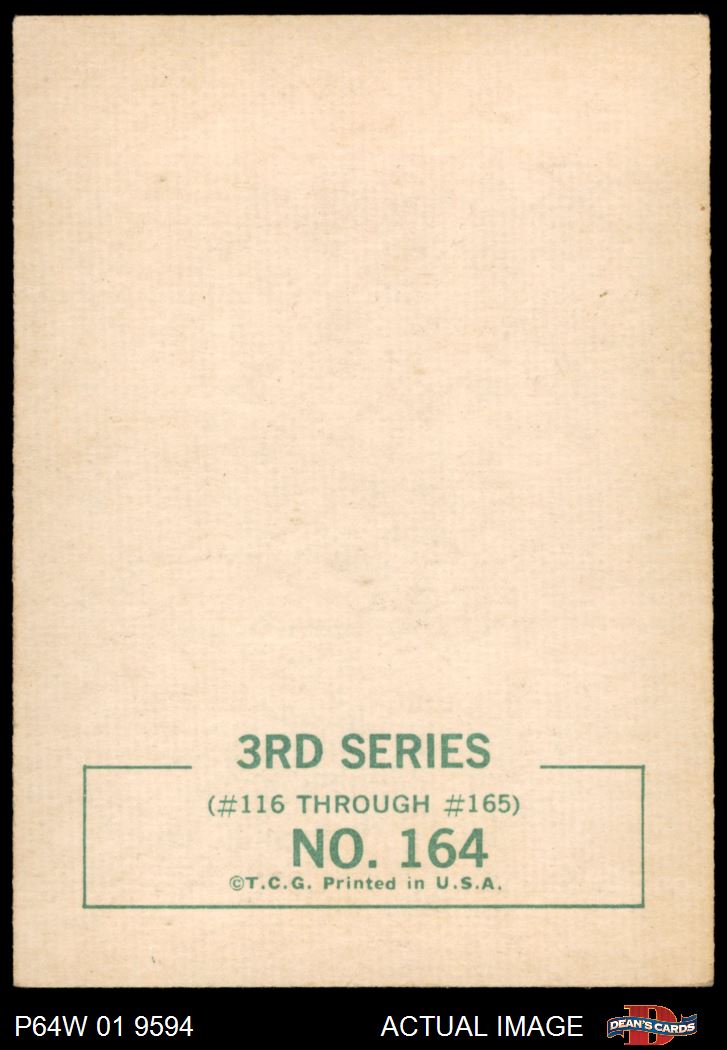 3RD SERIES
(#116 THROUGH #165)
NO. 164
©T.C.G. Printed in U.S.A.
P64W 01 9594
ACTUAL IMAGE
D
DEAN'S CARDS